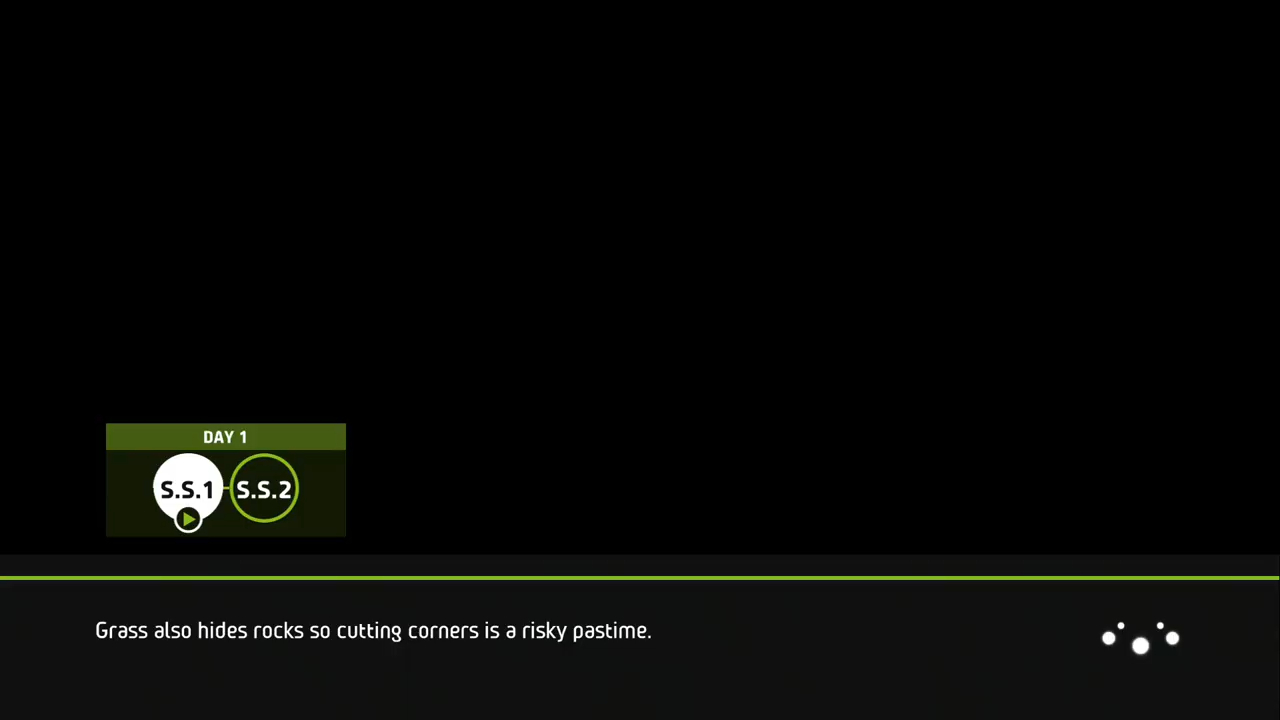 DAY 1
S.S.1 S.S.2
Grass also hides rocks so cutting corners is a risky pastime.